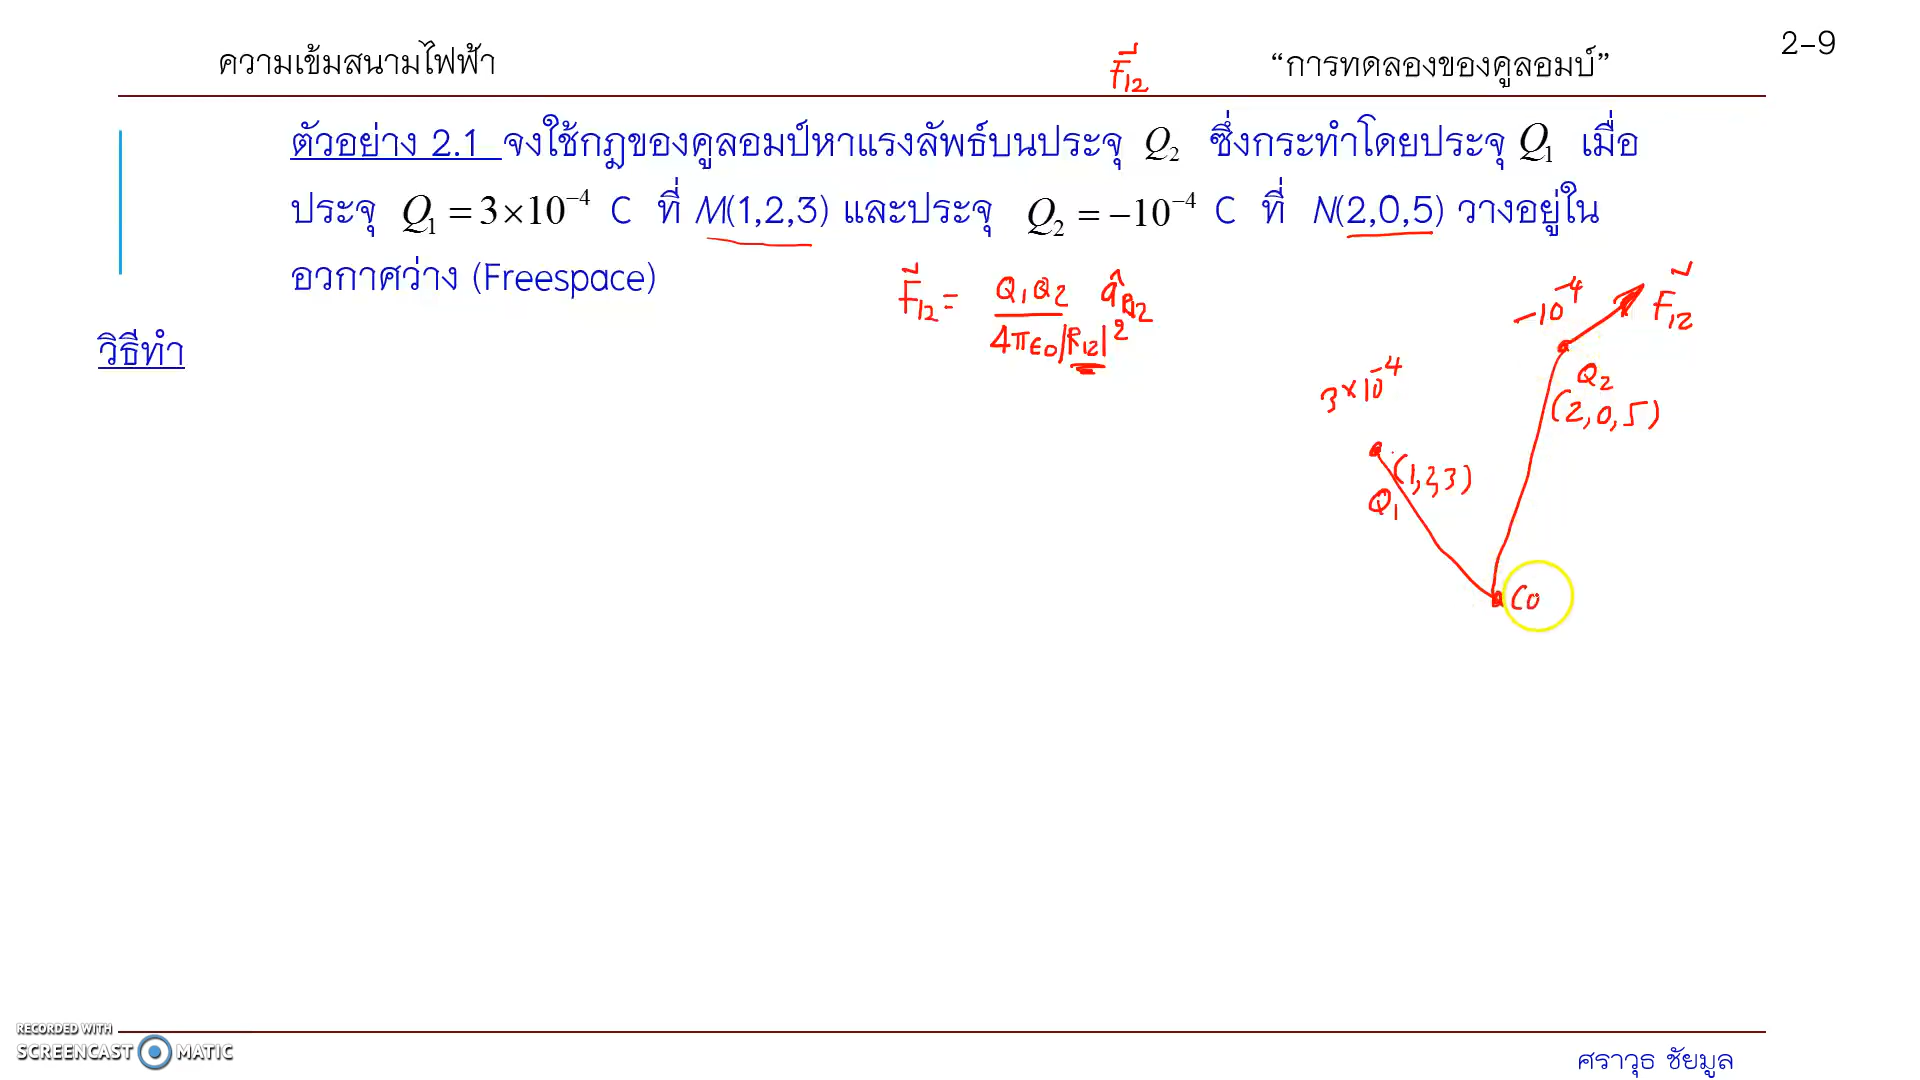 ความเข้มสนามไฟฟ้า
F₁₂
“การทดลองของคูลอมบ์”
2-9
ตัวอย่าง 2.1 จงใช้กฎของคูลอมป์หาแรงลัพธ์บนประจุ Q₂ ซึ่งกระทำโดยประจุ Q₁ เมื่อ
ประจุ Q₁ = 3×10⁻⁴ C ที่ M(1,2,3) และประจุ Q₂ = −10⁻⁴ C ที่ N(2,0,5) วางอยู่ใน
อวกาศว่าง (Freespace)
F₁₂ = Q₁Q₂ / 4πε₀|R₁₂|² â
วิธีทำ
−10⁻⁴
F₁₂
3×10⁻⁴
Q₂
(2,0,5)
(1,2,3)
Q₁
(0
RECORDED WITH
SCREENCAST MATIC
ศราวุธ ชัยมูล